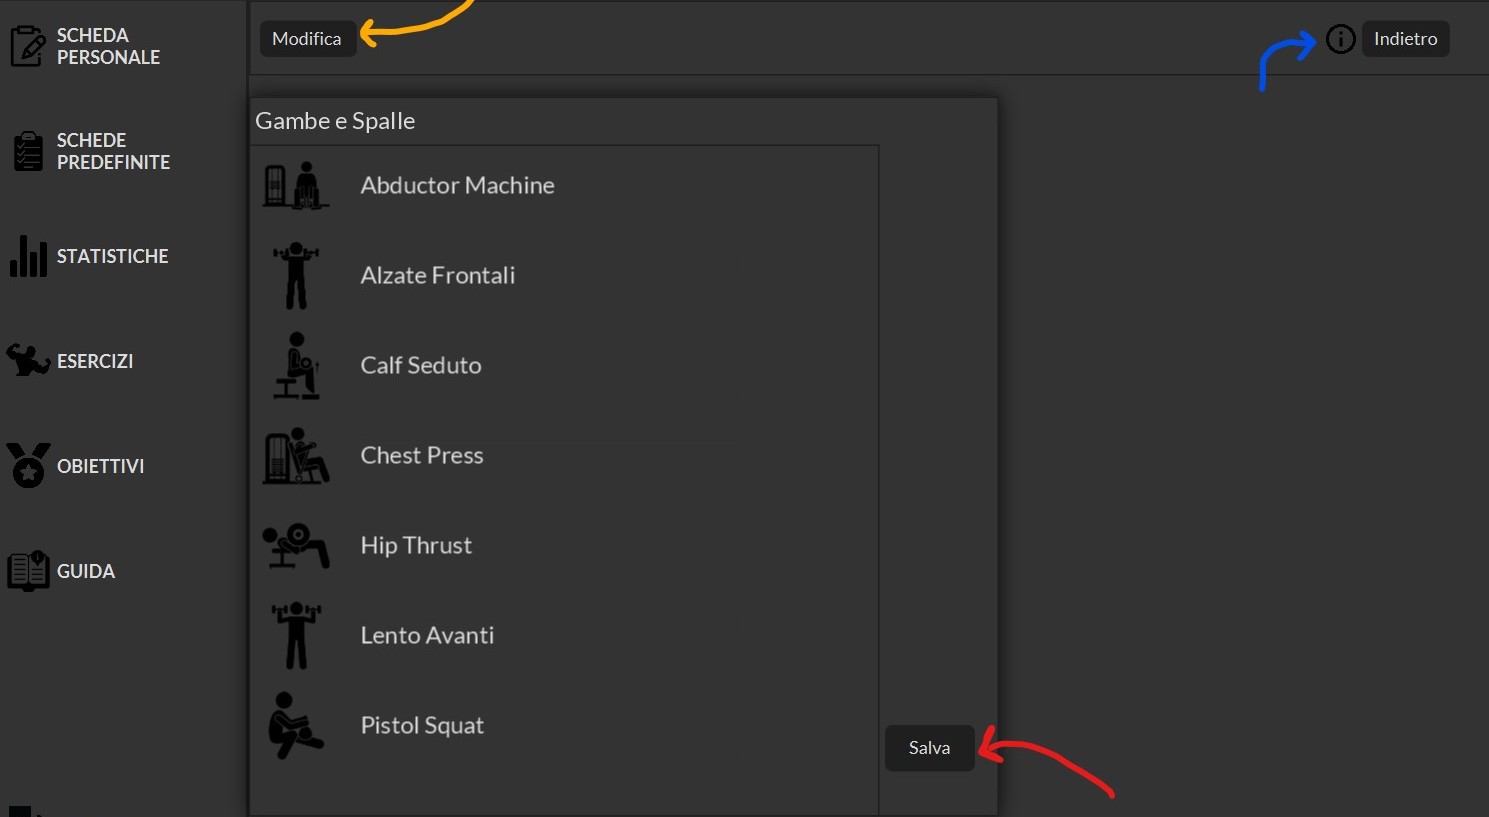 SCHEDA
PERSONALE
SCHEDE
PREDEFINITE
STATISTICHE
ESERCIZI
OBIETTIVI
GUIDA
Modifica
Indietro
Gambe e Spalle
Abductor Machine
Alzate Frontali
Calf Seduto
Chest Press
Hip Thrust
Lento Avanti
Pistol Squat
Salva